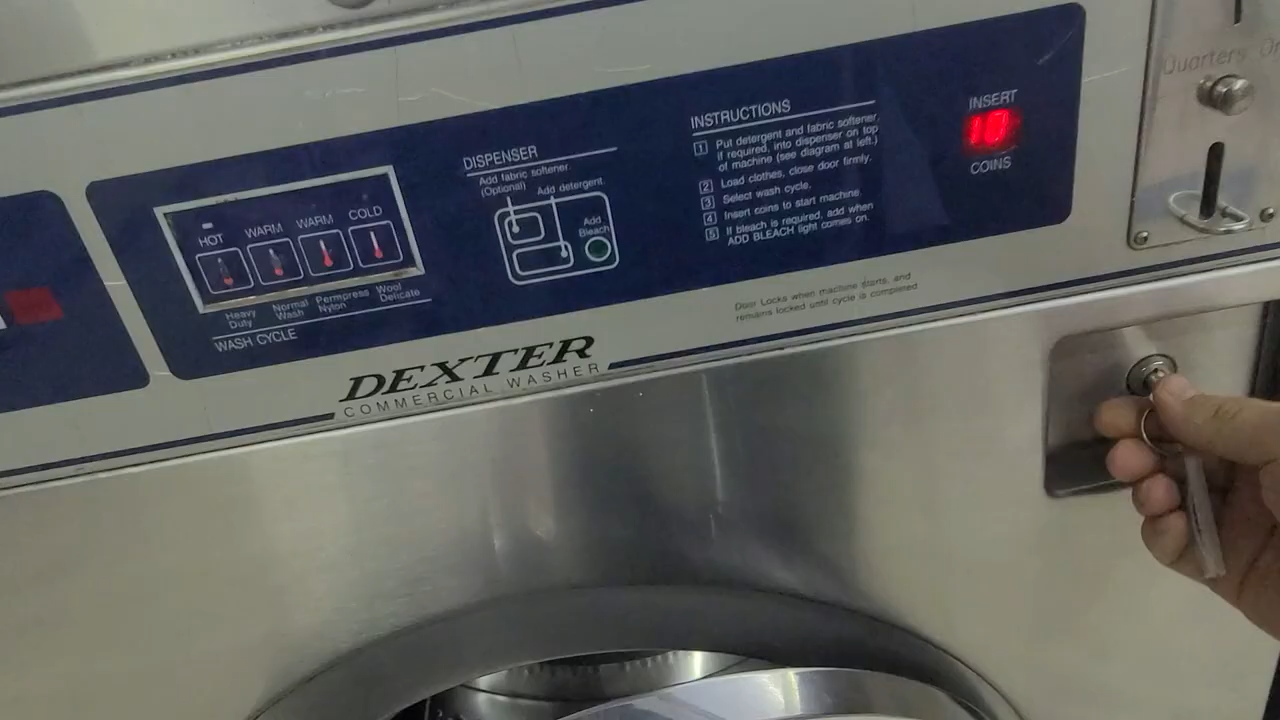 Quarters On
INSERT
10
COINS
INSTRUCTIONS
1 Put detergent and fabric softener,
if required, into dispenser on top
of machine (see diagram at left.)
2 Load clothes, close door firmly.
3 Select wash cycle.
4 Insert coins to start machine.
5 If bleach is required, add when
ADD BLEACH light comes on.
DISPENSER
Add fabric softener.
(Optional)
Add detergent.
Add
Bleach
HOT WARM WARM COLD
Heavy
Duty
Normal
Wash
Permpress
Nylon
Wool
Delicate
WASH CYCLE
Door Locks when machine starts, and
remains locked until cycle is completed
DEXTER
COMMERCIAL WASHER